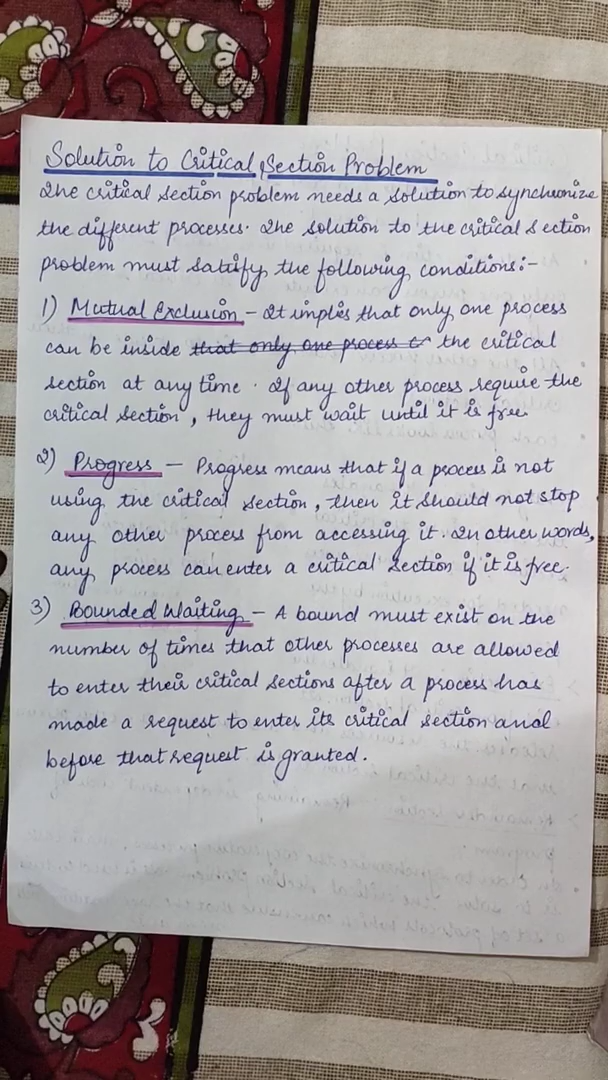 Solution to Critical Section Problem
The critical section problem needs a solution to synchronize
the different processes. The solution to the critical section
problem must satisfy the following conditions:-
1) Mutual Exclusion - It implies that only one process
can be inside that only one process c the critical
section at any time. If any other process require the
critical section, they must wait until it is free.
2) Progress - Progress means that if a process is not
using the critical section, then it should not stop
any other process from accessing it. In other words,
any process can enter a critical section if it is free.
3) Bounded Waiting - A bound must exist on the
number of times that other processes are allowed
to enter their critical sections after a process has
made a request to enter its critical section and
before that request is granted.